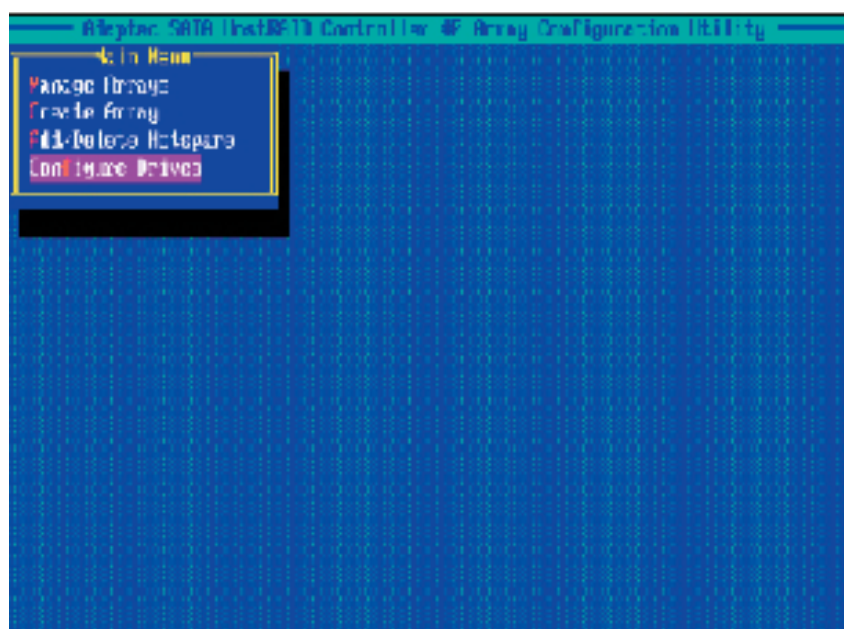 Adaptec SATA HostRAID Controller #0 Array Configuration Utility
Main Menu
Manage Arrays
Create Array
Add/Delete Hotspare
Configure Drives